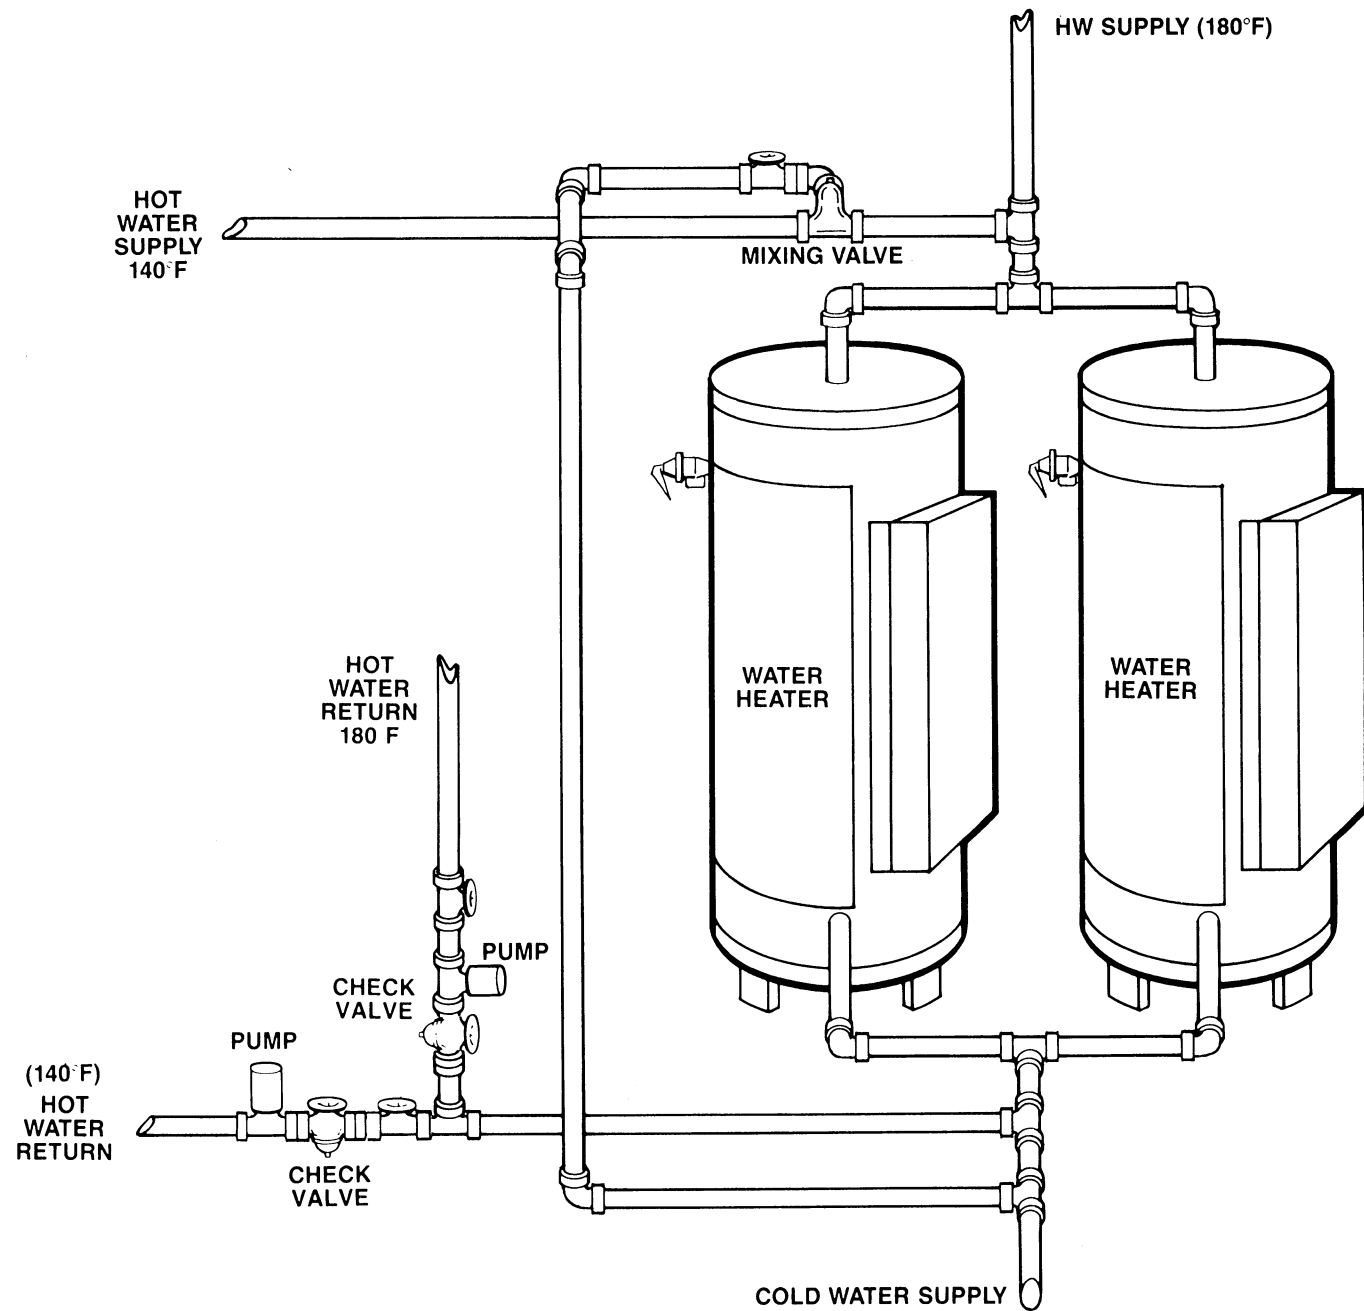 HW SUPPLY (180°F)
HOT
WATER
SUPPLY
140°F
MIXING VALVE
HOT
WATER
RETURN
180 F
WATER
HEATER
WATER
HEATER
PUMP
CHECK
VALVE
PUMP
(140°F)
HOT
WATER
RETURN
CHECK
VALVE
COLD WATER SUPPLY